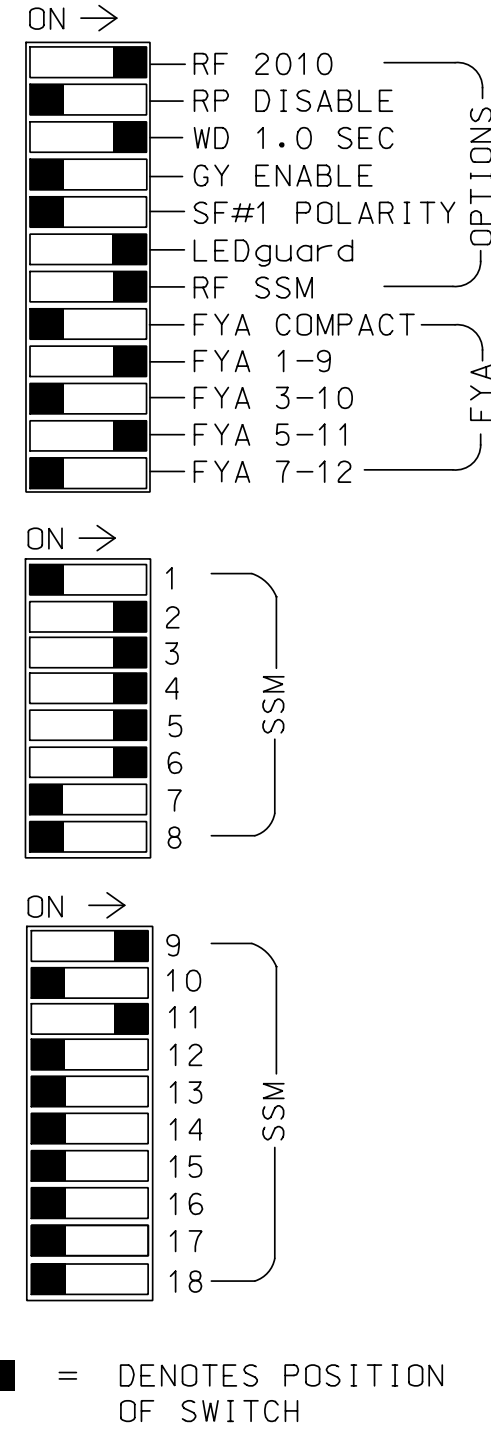 ON →
RF 2010
RP DISABLE
WD 1.0 SEC
GY ENABLE
SF#1 POLARITY
LEDguard
RF SSM
OPTIONS
FYA COMPACT
FYA 1-9
FYA 3-10
FYA 5-11
FYA 7-12
FYA
ON →
1
2
3
4
5
6
7
8
SSM
ON →
9
10
11
12
13
14
15
16
17
18
SSM
= DENOTES POSITION
OF SWITCH